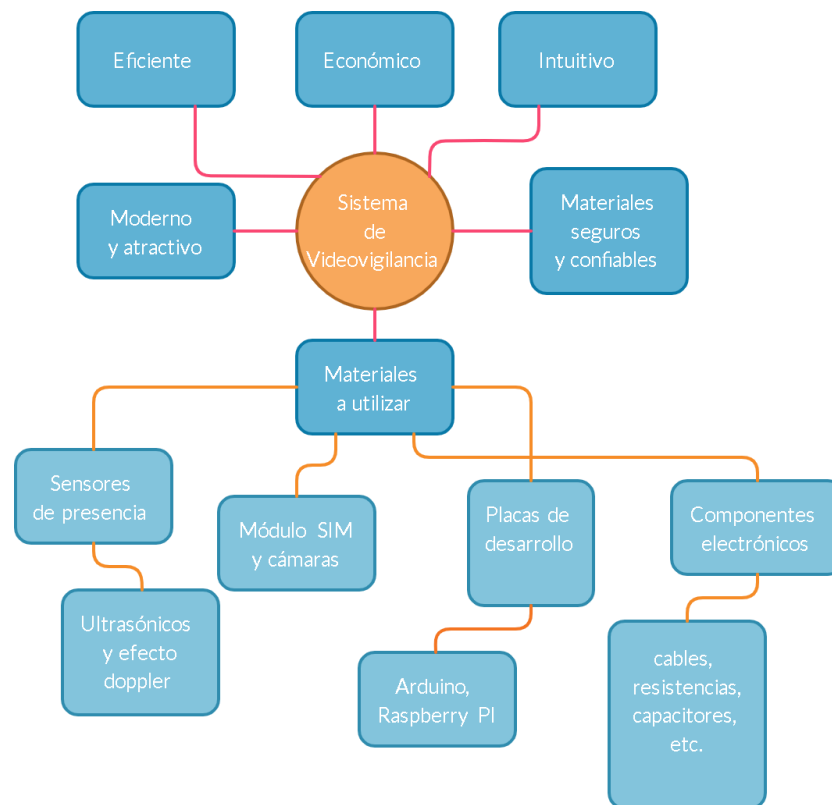 Eficiente
Económico
Intuitivo
Moderno
y atractivo
Sistema
de
Videovigilancia
Materiales
seguros
y confiables
Materiales
a utilizar
Sensores
de presencia
Módulo SIM
y cámaras
Placas de
desarrollo
Componentes
electrónicos
Ultrasónicos
y efecto
doppler
Arduino,
Raspberry PI
cables,
resistencias,
capacitores,
etc.